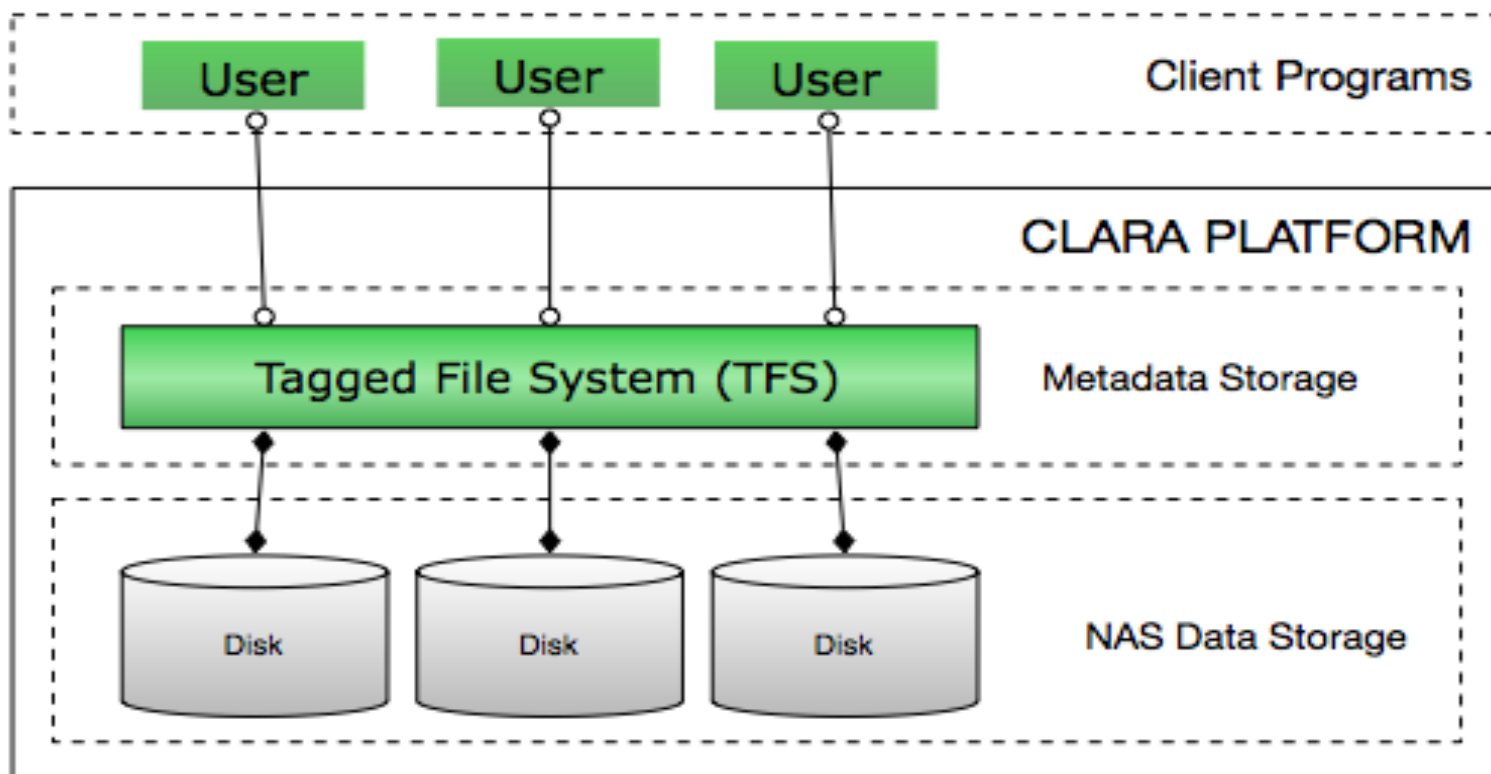 User
User
User
Client Programs
CLARA PLATFORM
Tagged File System (TFS)
Metadata Storage
Disk
Disk
Disk
NAS Data Storage